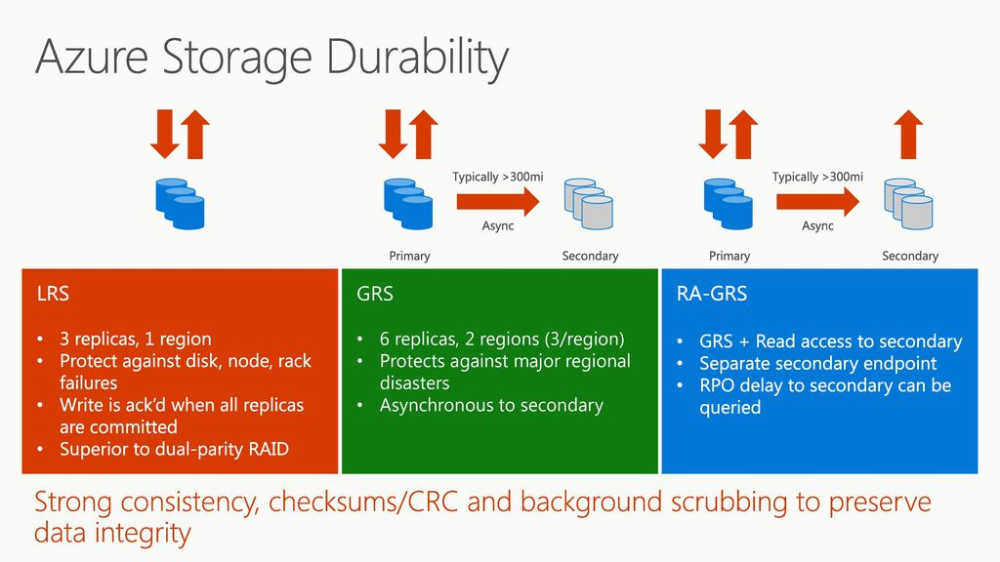 Azure Storage Durability
Typically >300mi
Async
Primary
Secondary
Typically >300mi
Async
Primary
Secondary
LRS
• 3 replicas, 1 region
• Protect against disk, node, rack
failures
• Write is ack’d when all replicas
are committed
• Superior to dual-parity RAID
GRS
• 6 replicas, 2 regions (3/region)
• Protects against major regional
disasters
• Asynchronous to secondary
RA-GRS
• GRS + Read access to secondary
• Separate secondary endpoint
• RPO delay to secondary can be
queried
Strong consistency, checksums/CRC and background scrubbing to preserve
data integrity